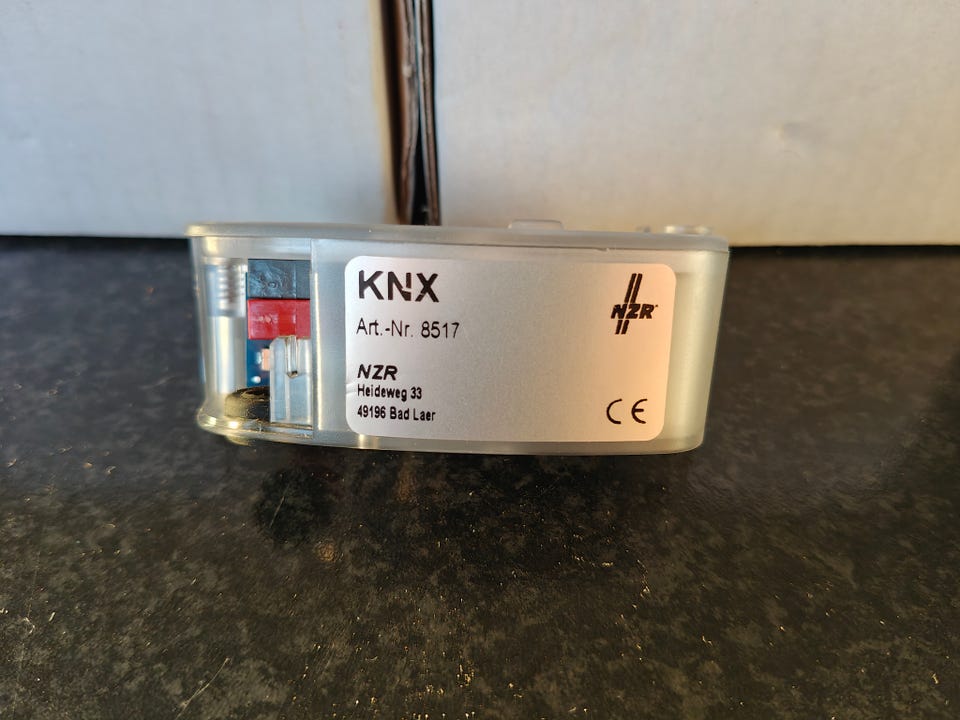 KNX
Art.-Nr. 8517
NZR
Heideweg 33
49196 Bad Laer
NZR
CE